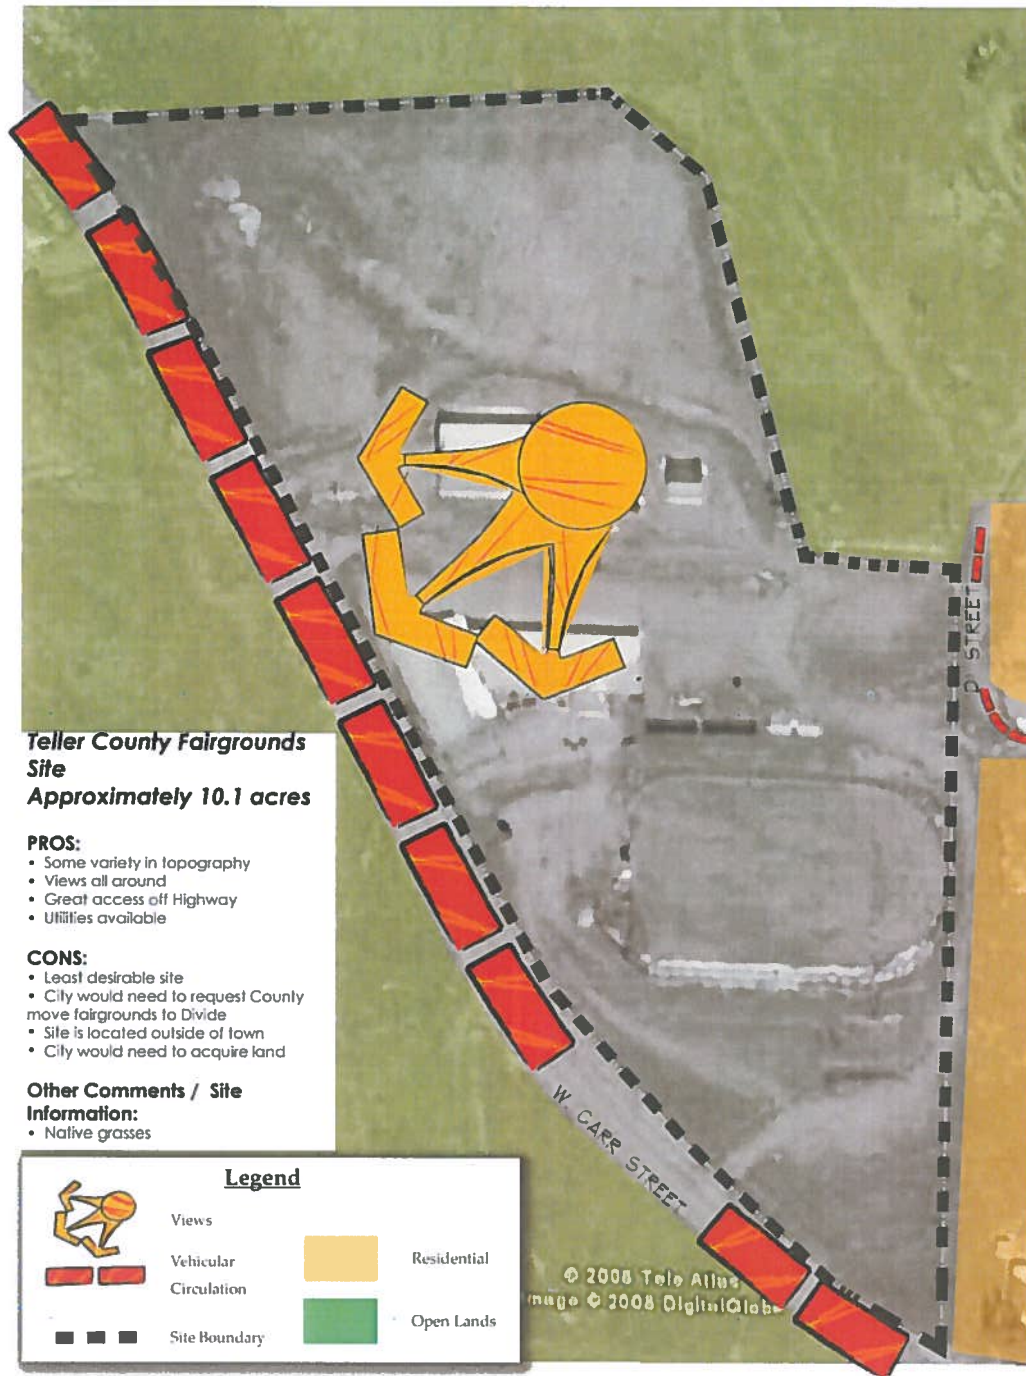 D STREET
Teller County Fairgrounds
Site
Approximately 10.1 acres
PROS:
• Some variety in topography
• Views all around
• Great access off Highway
• Utilities available
CONS:
• Least desirable site
• City would need to request County
move fairgrounds to Divide
• Site is located outside of town
• City would need to acquire land
Other Comments / Site
Information:
• Native grasses
W. CARR STREET
Legend
Views
Vehicular
Circulation
Site Boundary
Residential
Open Lands
© 2008 Tele Atlas
mage © 2008 DigitalGlobe